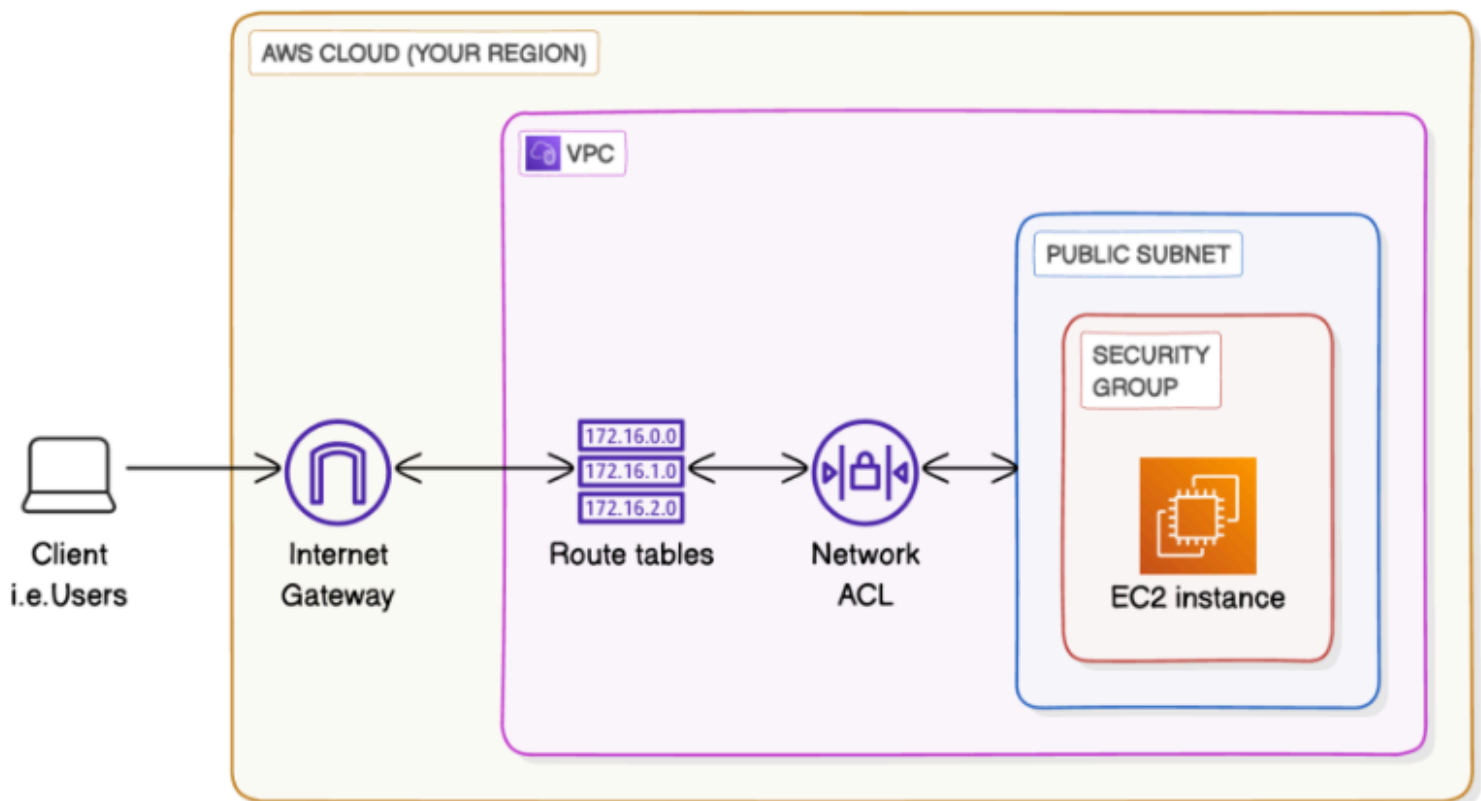 AWS CLOUD (YOUR REGION)
VPC
PUBLIC SUBNET
SECURITY
GROUP
172.16.0.0
172.16.1.0
172.16.2.0
Client
i.e.Users
Internet
Gateway
Route tables
Network
ACL
EC2 instance